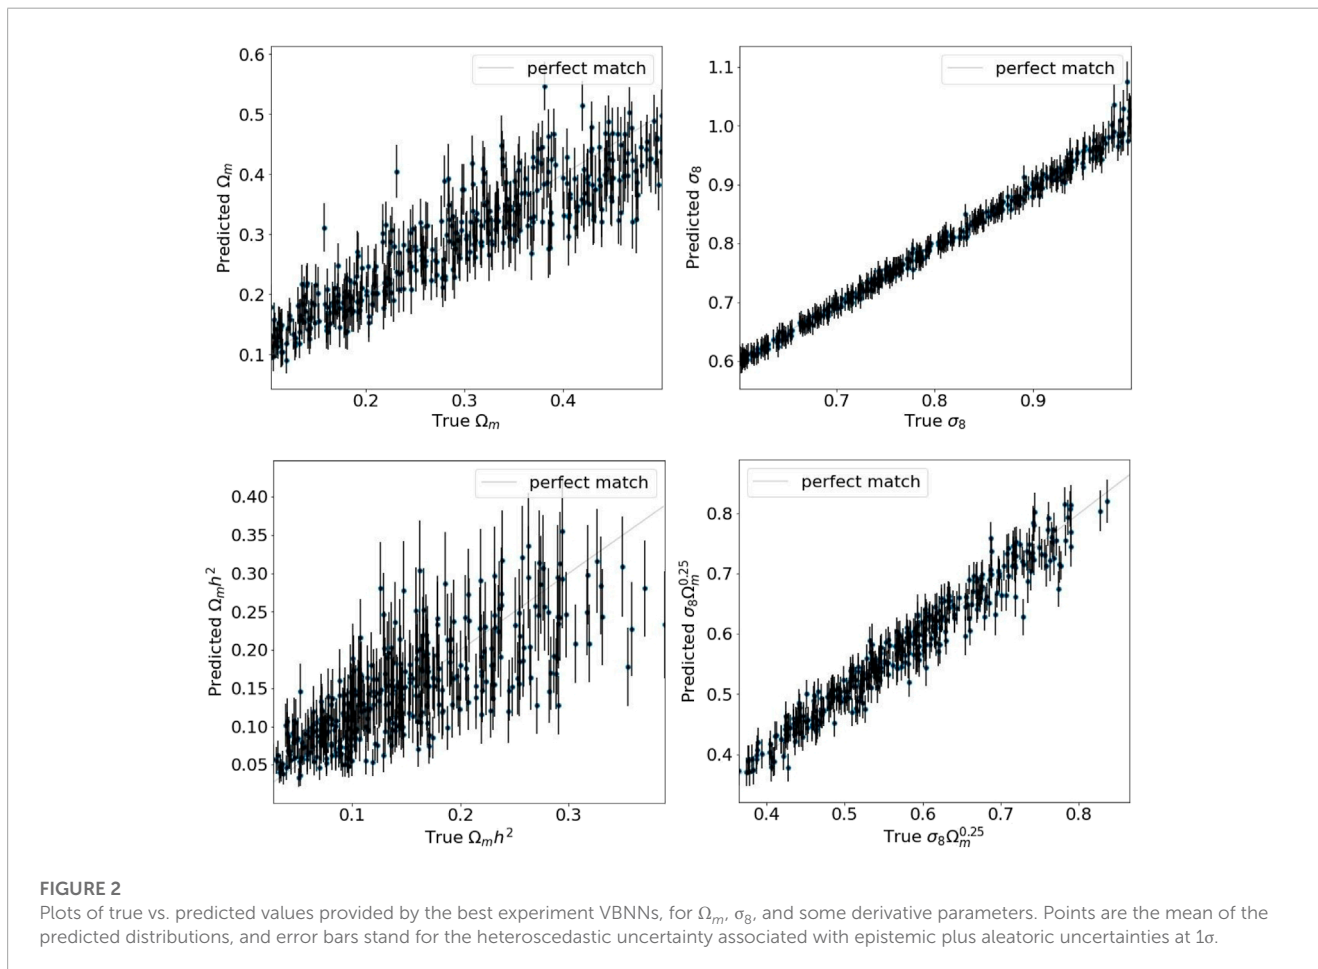 perfect match
0.6
0.5
0.4
0.3
0.2
0.1
Predicted Ωₘ
0.2 0.3 0.4
True Ωₘ
perfect match
1.1
1.0
0.9
0.8
0.7
0.6
Predicted σ₈
0.7 0.8 0.9
True σ₈
perfect match
0.40
0.35
0.30
0.25
0.20
0.15
0.10
0.05
Predicted Ωₘh²
0.1 0.2 0.3
True Ωₘh²
perfect match
0.8
0.7
0.6
0.5
0.4
Predicted σ₈Ωₘ^0.25
0.4 0.5 0.6 0.7 0.8
True σ₈Ωₘ^0.25
FIGURE 2
Plots of true vs. predicted values provided by the best experiment VBNNs, for Ωₘ, σ₈, and some derivative parameters. Points are the mean of the
predicted distributions, and error bars stand for the heteroscedastic uncertainty associated with epistemic plus aleatoric uncertainties at 1σ.